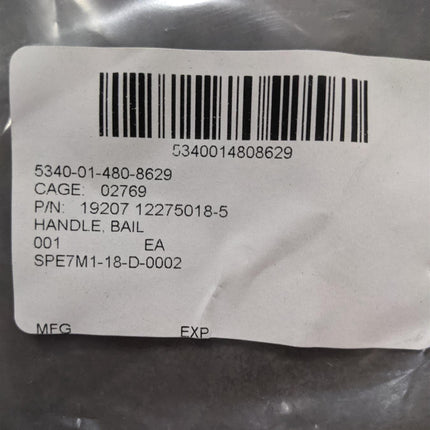 5340014808629
5340-01-480-8629
CAGE: 02769
P/N: 19207 12275018-5
HANDLE, BAIL
001 EA
SPE7M1-18-D-0002
MFG EXP